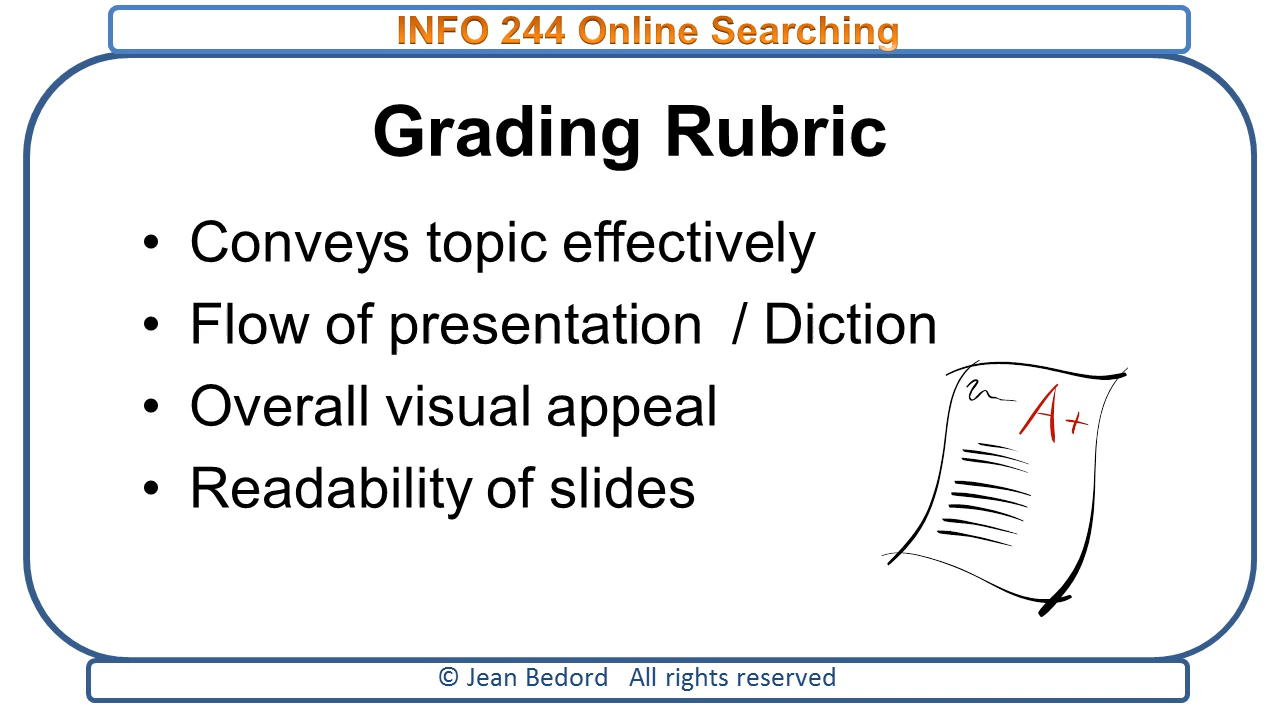 INFO 244 Online Searching
Grading Rubric
• Conveys topic effectively
• Flow of presentation / Diction
• Overall visual appeal
• Readability of slides
A+
© Jean Bedord All rights reserved